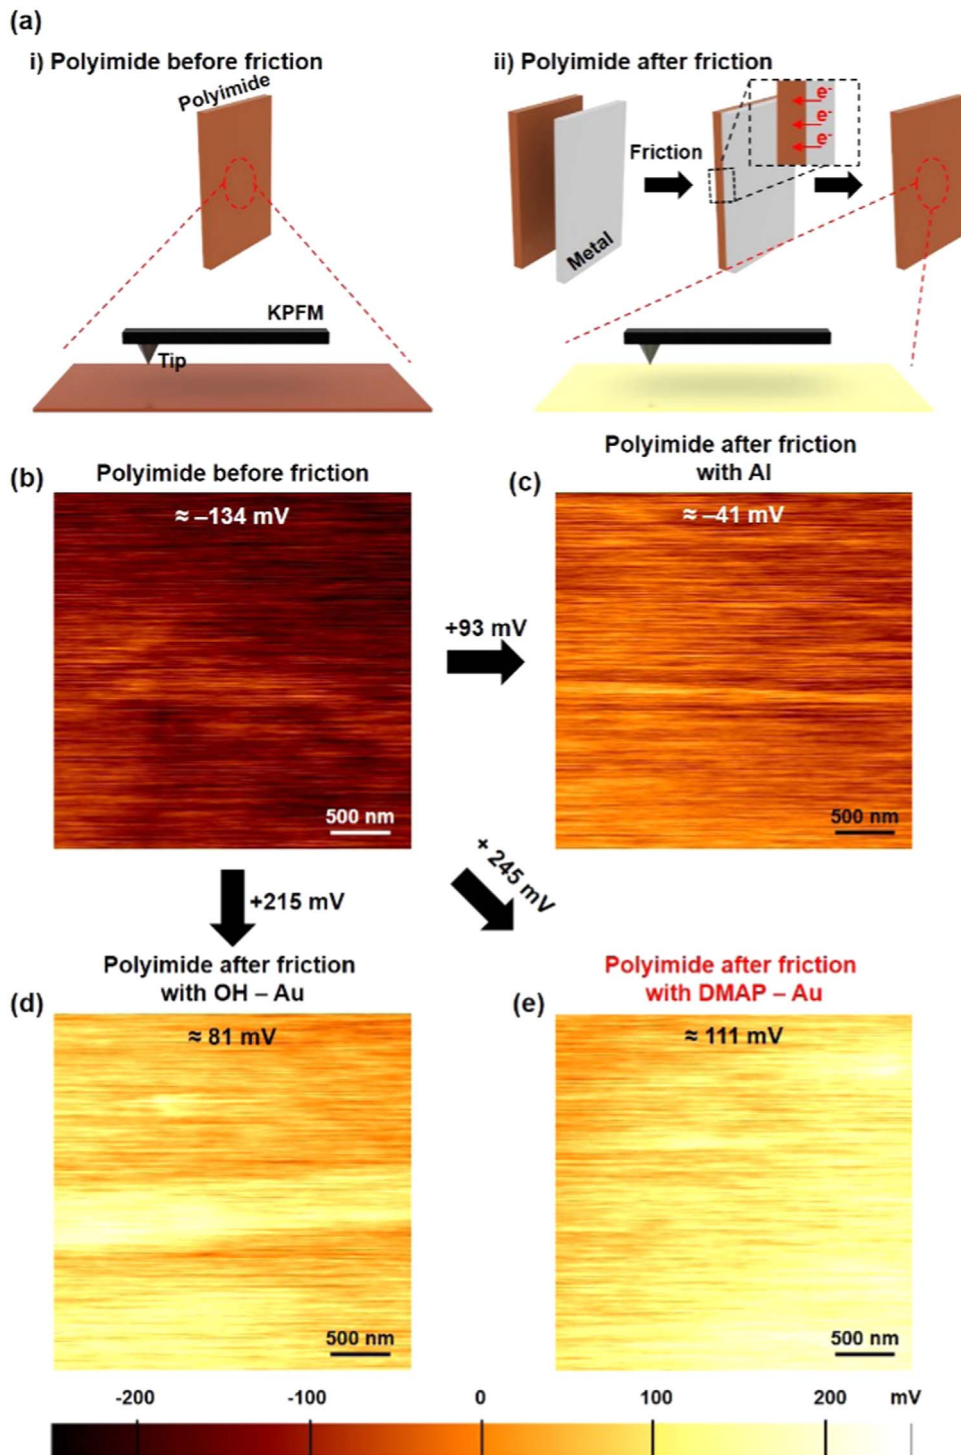 (a)
i) Polyimide before friction
ii) Polyimide after friction
Polyimide
e-
e-
e-
Friction
Metal
KPFM
Tip
(b)
Polyimide before friction
≈ –134 mV
500 nm
+93 mV
(c)
Polyimide after friction
with Al
≈ –41 mV
500 nm
+215 mV
+ 245 mV
(d)
Polyimide after friction
with OH – Au
≈ 81 mV
500 nm
(e)
Polyimide after friction
with DMAP – Au
≈ 111 mV
500 nm
-200 -100 0 100 200 mV